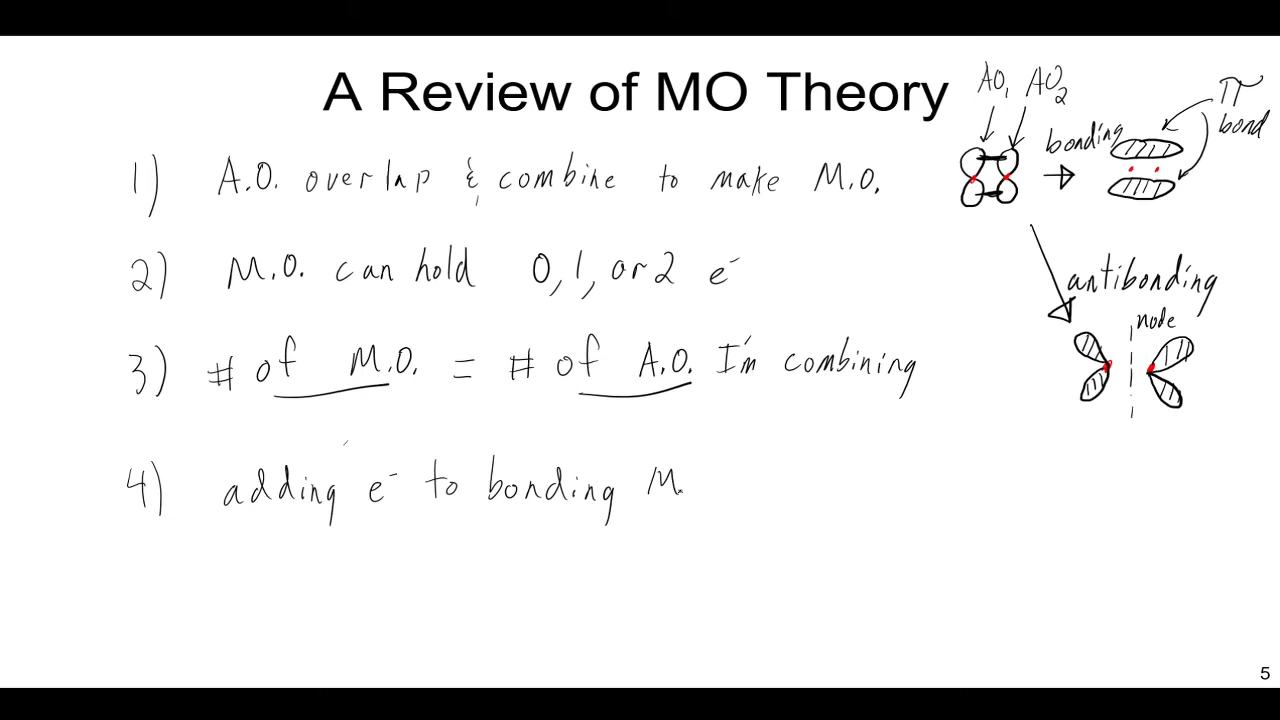 A Review of MO Theory
AO₁ AO₂
bonding
π bond
1) A.O. overlap & combine to make M.O.
2) M.O. can hold 0, 1, or 2 e⁻
antibonding
node
3) # of M.O. = # of A.O. I'm combining
4) adding e⁻ to bonding M.
5